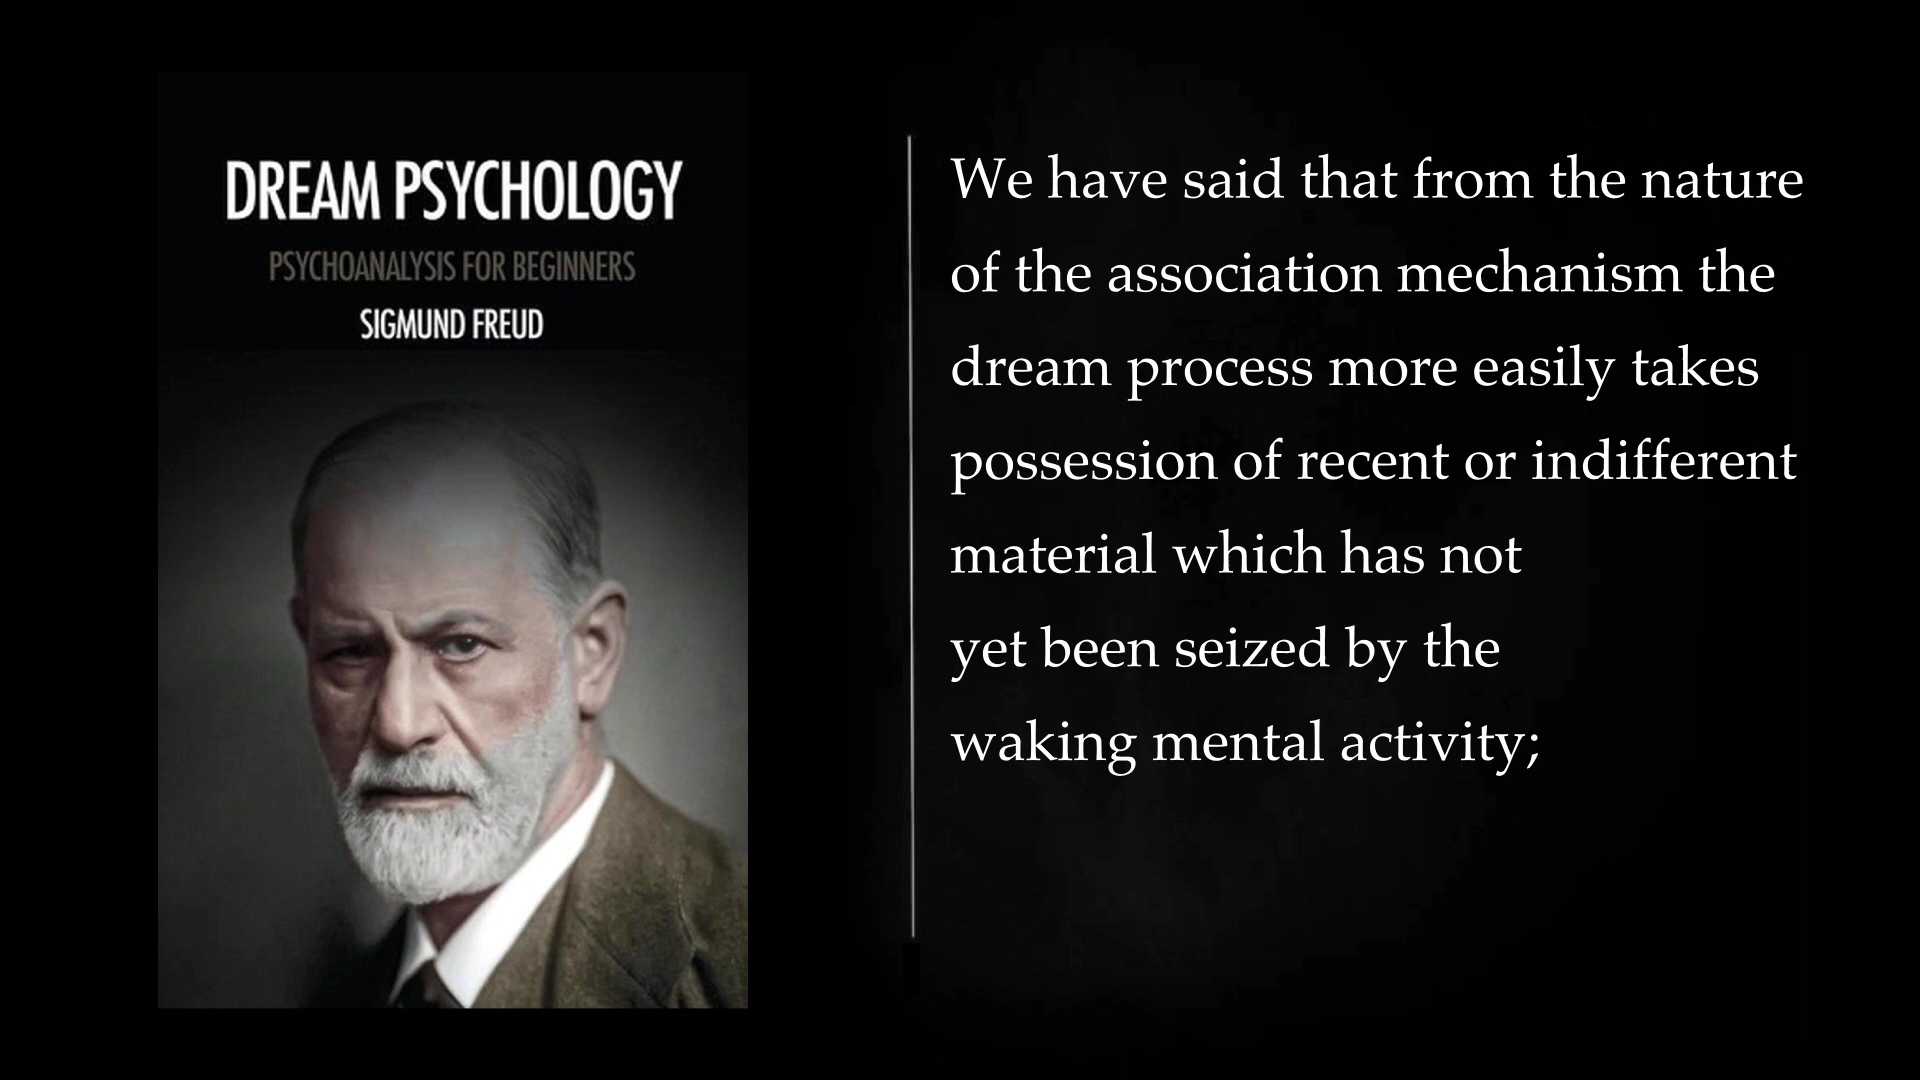 DREAM PSYCHOLOGY
PSYCHOANALYSIS FOR BEGINNERS
SIGMUND FREUD
We have said that from the nature
of the association mechanism the
dream process more easily takes
possession of recent or indifferent
material which has not
yet been seized by the
waking mental activity;